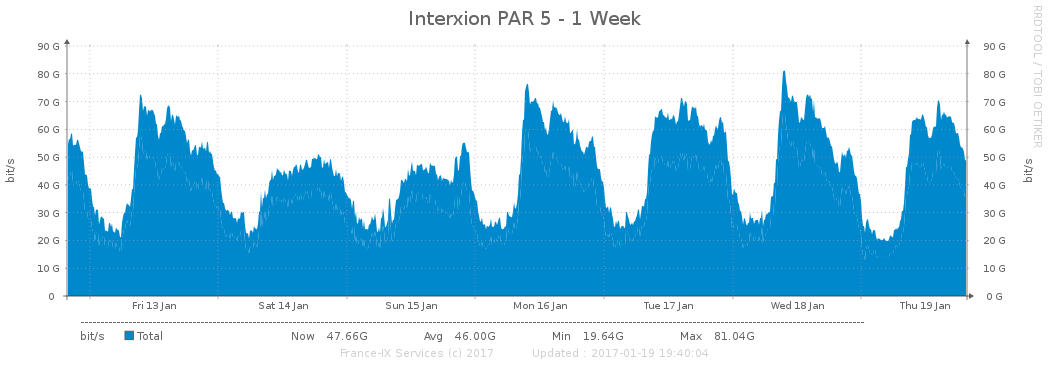 Interxion PAR 5 - 1 Week
RRDTOOL / TOBI OETIKER
90 G 90 G
80 G 80 G
70 G 70 G
60 G 60 G
50 G 50 G
40 G 40 G
30 G 30 G
20 G 20 G
10 G 10 G
0 0 G
bit/s bit/s
Fri 13 Jan Sat 14 Jan Sun 15 Jan Mon 16 Jan Tue 17 Jan Wed 18 Jan Thu 19 Jan
bit/s Total Now 47.66G Avg 46.00G Min 19.64G Max 81.04G
France-IX Services (c) 2017 Updated : 2017-01-19 19:40:04